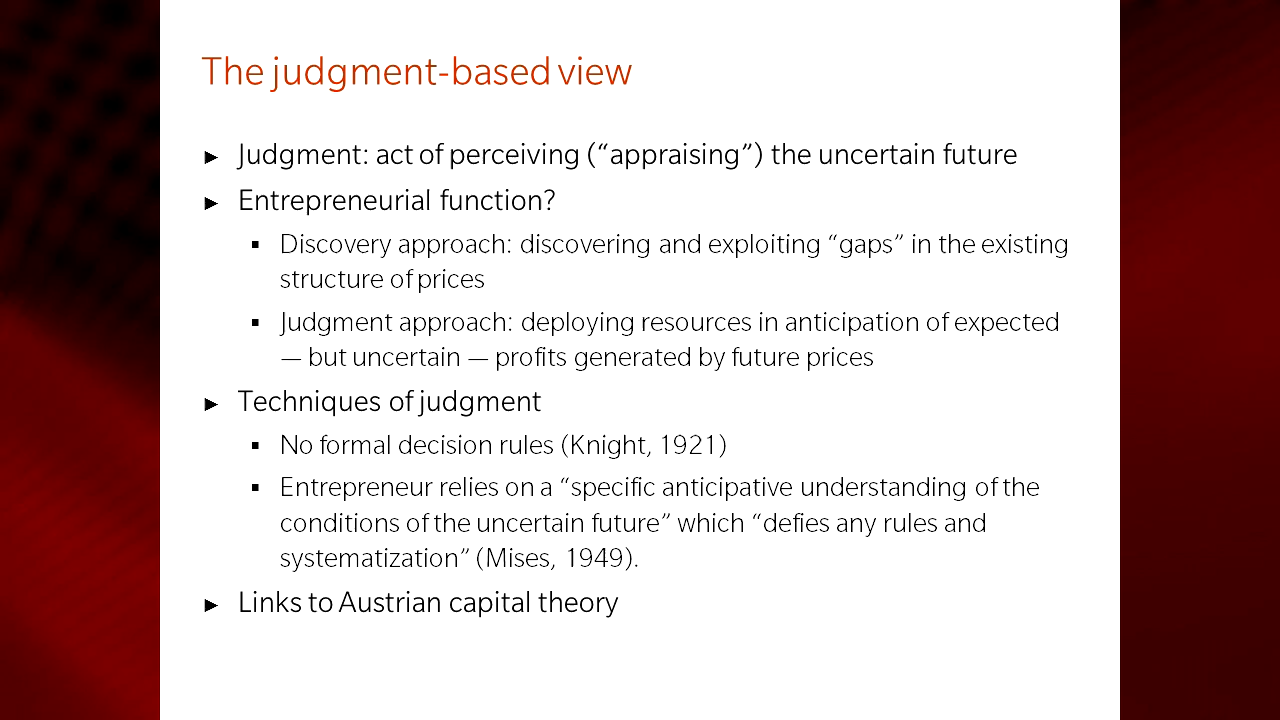 The judgment-based view
► Judgment: act of perceiving (“appraising”) the uncertain future
► Entrepreneurial function?
▪ Discovery approach: discovering and exploiting “gaps” in the existing
structure of prices
▪ Judgment approach: deploying resources in anticipation of expected
— but uncertain — profits generated by future prices
► Techniques of judgment
▪ No formal decision rules (Knight, 1921)
▪ Entrepreneur relies on a “specific anticipative understanding of the
conditions of the uncertain future” which “defies any rules and
systematization” (Mises, 1949).
► Links to Austrian capital theory